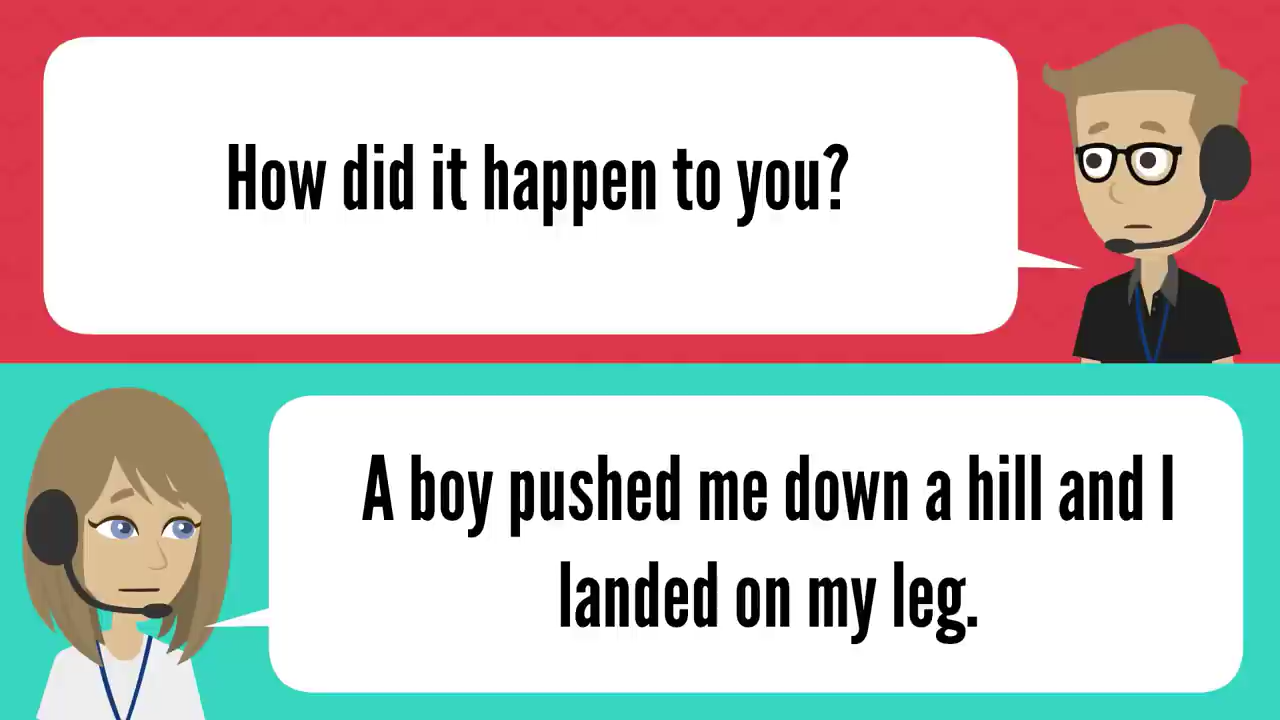 How did it happen to you?
A boy pushed me down a hill and I
landed on my leg.